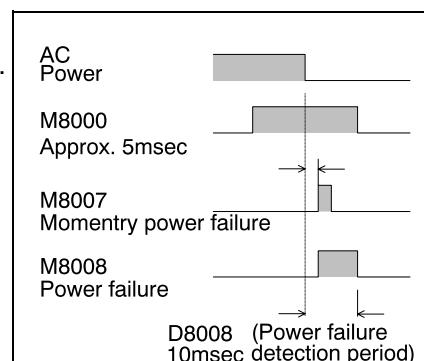 AC
Power
M8000
Approx. 5msec
M8007
Momentry power failure
M8008
Power failure
D8008 (Power failure
10msec detection period)